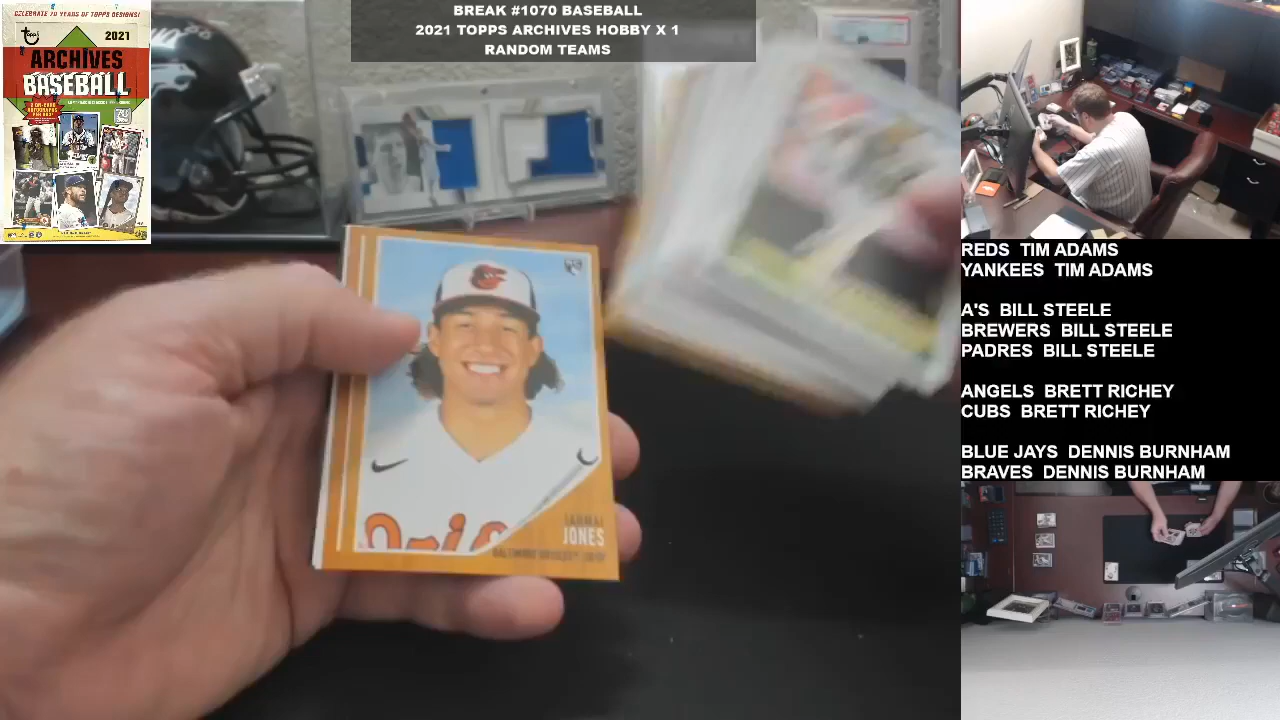 BREAK #1070 BASEBALL
2021 TOPPS ARCHIVES HOBBY X 1
RANDOM TEAMS
CELEBRATE 70 YEARS OF TOPPS DESIGNS!
topps
2021
ARCHIVES
BASEBALL
REDS TIM ADAMS
YANKEES TIM ADAMS
A'S BILL STEELE
BREWERS BILL STEELE
PADRES BILL STEELE
ANGELS BRETT RICHEY
CUBS BRETT RICHEY
BLUE JAYS DENNIS BURNHAM
BRAVES DENNIS BURNHAM
JONES